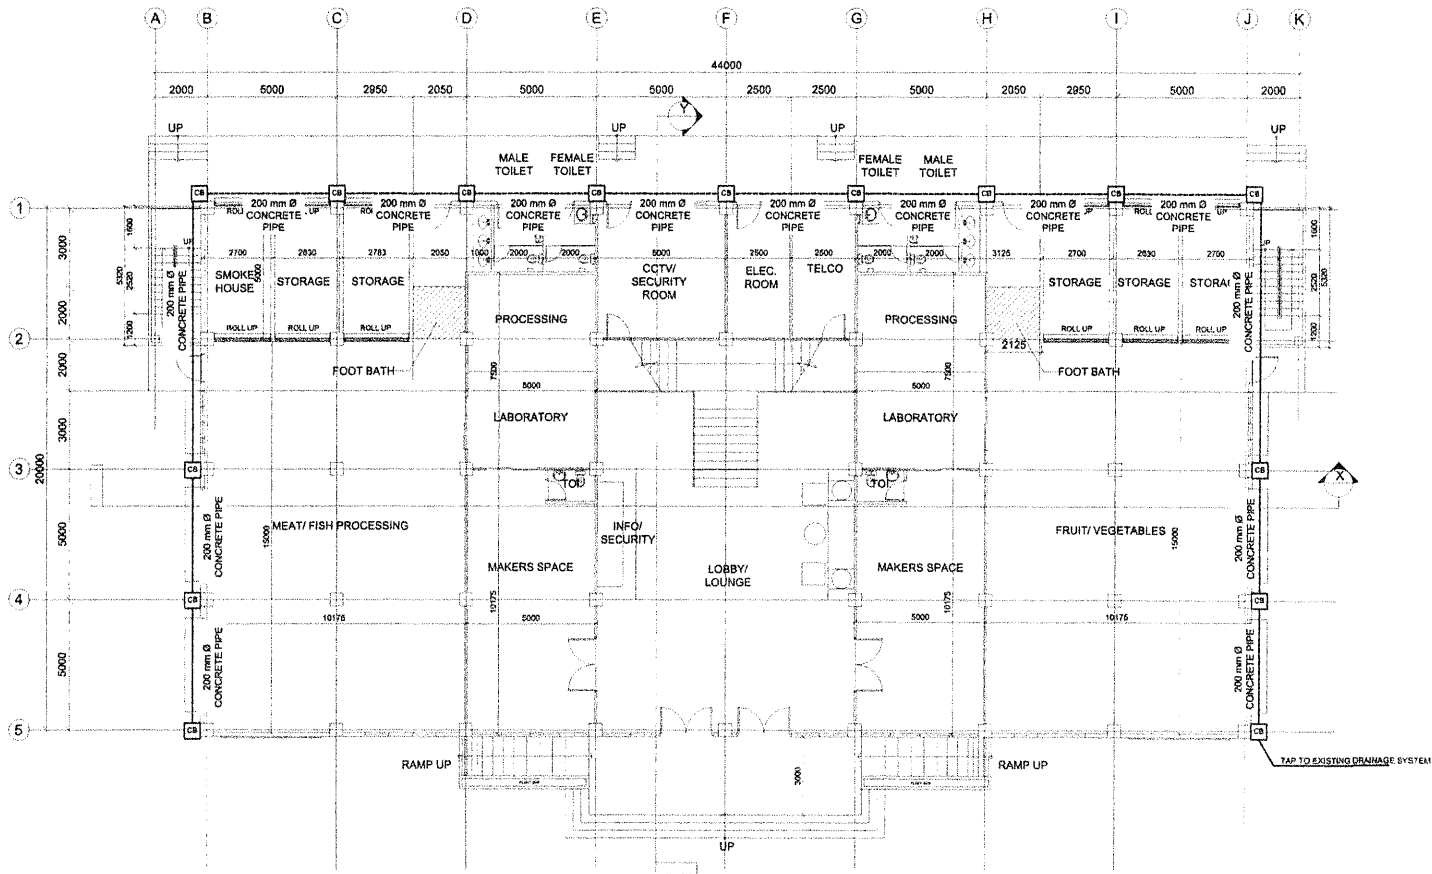 A B C D E F G H I J K
44000
2000 5000 2950 2050 5000 5000 2500 2500 5000 2050 2950 5000 2000
Y
UP UP UP UP
MALE TOILET
FEMALE TOILET
FEMALE TOILET
MALE TOILET
CB CB CB CB CB CB CB CB CB
1
200 mm Ø CONCRETE PIPE
200 mm Ø CONCRETE PIPE
200 mm Ø CONCRETE PIPE
200 mm Ø CONCRETE PIPE
200 mm Ø CONCRETE PIPE
200 mm Ø CONCRETE PIPE
200 mm Ø CONCRETE PIPE
200 mm Ø CONCRETE PIPE
1600
3000
UP
UP
1600
2700 2630 2783 2050 1000 2000 2000 5000 2500 2000 2000 3125 2700 2630 2700
SMOKE HOUSE
5000
STORAGE
STORAGE
CCTV/
SECURITY
ROOM
ELEC.
ROOM
TELCO
STORAGE
STORAGE
5320
2520
2520
5320
200 mm Ø
CONCRETE PIPE
200 mm Ø
CONCRETE PIPE
2000
1200
1200
PROCESSING
PROCESSING
ROLL UP ROLL UP ROLL UP ROLL UP ROLL UP ROLL UP
2
2125
2000
FOOT BATH
FOOT BATH
7500
7500
5000
5000
LABORATORY
LABORATORY
3000
20000
3
CB
CB
X
MEAT/ FISH PROCESSING
15000
INFO/
SECURITY
FRUIT/ VEGETABLES
15000
5000
200 mm Ø
CONCRETE PIPE
200 mm Ø
CONCRETE PIPE
MAKERS SPACE
LOBBY/
LOUNGE
MAKERS SPACE
4
CB
CB
10175
10175
10175
5000
5000
10175
5000
200 mm Ø
CONCRETE PIPE
200 mm Ø
CONCRETE PIPE
5
CB
CB
RAMP UP
RAMP UP
3000
TAP TO EXISTING DRAINAGE SYSTEM
UP